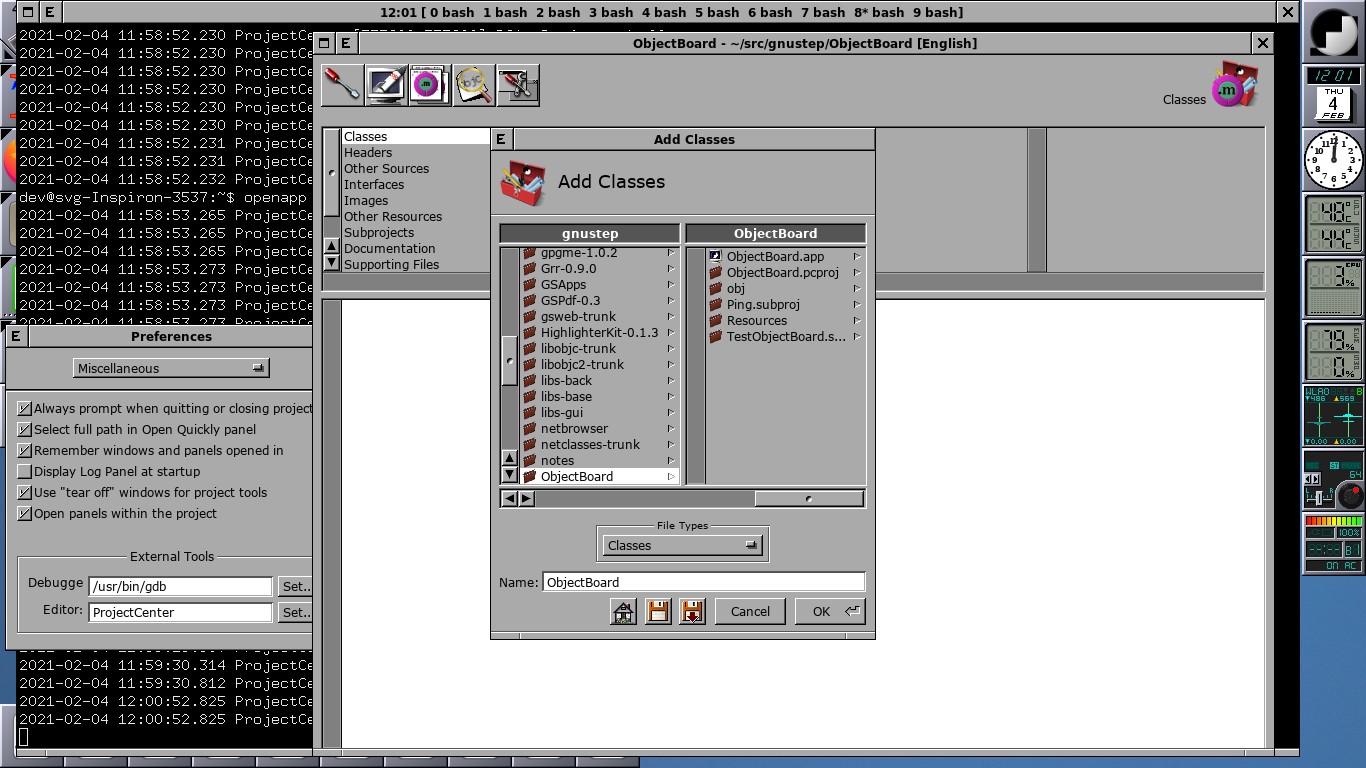 12:01 [ 0 bash 1 bash 2 bash 3 bash 4 bash 5 bash 6 bash 7 bash 8* bash 9 bash]
E
2021-02-04 11:58:52.230 ProjectCe
2021-02-04 11:58:52.230 ProjectCe
2021-02-04 11:58:52.230 ProjectCe
2021-02-04 11:58:52.230 ProjectCe
2021-02-04 11:58:52.230 ProjectCe
2021-02-04 11:58:52.230 ProjectCe
2021-02-04 11:58:52.231 ProjectCe
2021-02-04 11:58:52.231 ProjectCe
2021-02-04 11:58:52.232 ProjectCe
dev@svg-Inspiron-3537:~$ openapp
2021-02-04 11:58:53.265 ProjectCe
2021-02-04 11:58:53.265 ProjectCe
2021-02-04 11:58:53.265 ProjectCe
2021-02-04 11:58:53.273 ProjectCe
2021-02-04 11:58:53.273 ProjectCe
2021-02-04 11:58:53.273 ProjectCe
E
Preferences
Miscellaneous
Always prompt when quitting or closing project
Select full path in Open Quickly panel
Remember windows and panels opened in
Display Log Panel at startup
Use "tear off" windows for project tools
Open panels within the project
External Tools
Debugge /usr/bin/gdb Set..
Editor: ProjectCenter Set..
2021-02-04 11:59:30.314 ProjectCe
2021-02-04 11:59:30.812 ProjectCe
2021-02-04 12:00:52.825 ProjectCe
2021-02-04 12:00:52.825 ProjectCe
E
ObjectBoard - ~/src/gnustep/ObjectBoard [English]
Classes
.m
Classes
Headers
Other Sources
Interfaces
Images
Other Resources
Subprojects
Documentation
Supporting Files
E
Add Classes
Add Classes
gnustep
gpgme-1.0.2
Grr-0.9.0
GSApps
GSPdf-0.3
gsweb-trunk
HighlighterKit-0.1.3
libobjc-trunk
libobjc2-trunk
libs-back
libs-base
libs-gui
netbrowser
netclasses-trunk
notes
ObjectBoard
ObjectBoard
ObjectBoard.app
ObjectBoard.pcproj
obj
Ping.subproj
Resources
TestObjectBoard.s...
File Types
Classes
Name: ObjectBoard
Cancel
OK
12:01
THU
4
FEB
48°C
44°C
CPU
3%
78%
0%
WLAO
▼486 ▲569
▼0.00 ▲0.00
ST
64
L R
100%
B1
ON AC